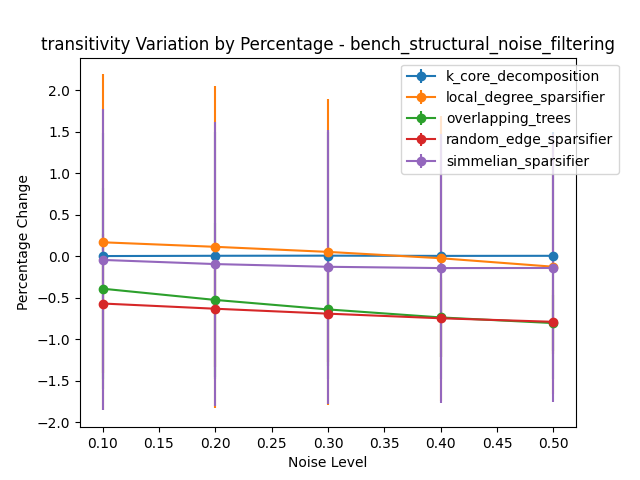 transitivity Variation by Percentage - bench_structural_noise_filtering
k_core_decomposition
local_degree_sparsifier
overlapping_trees
random_edge_sparsifier
simmelian_sparsifier
Percentage Change
2.0
1.5
1.0
0.5
0.0
−0.5
−1.0
−1.5
−2.0
0.10 0.15 0.20 0.25 0.30 0.35 0.40 0.45 0.50
Noise Level